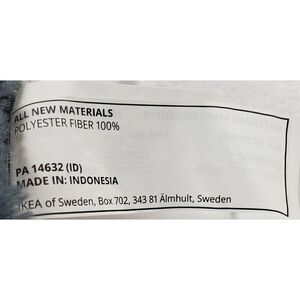 ALL NEW MATERIALS
POLYESTER FIBER 100%
PA 14632 (ID)
MADE IN: INDONESIA
IKEA of Sweden, Box 702, 343 81 Älmhult, Sweden